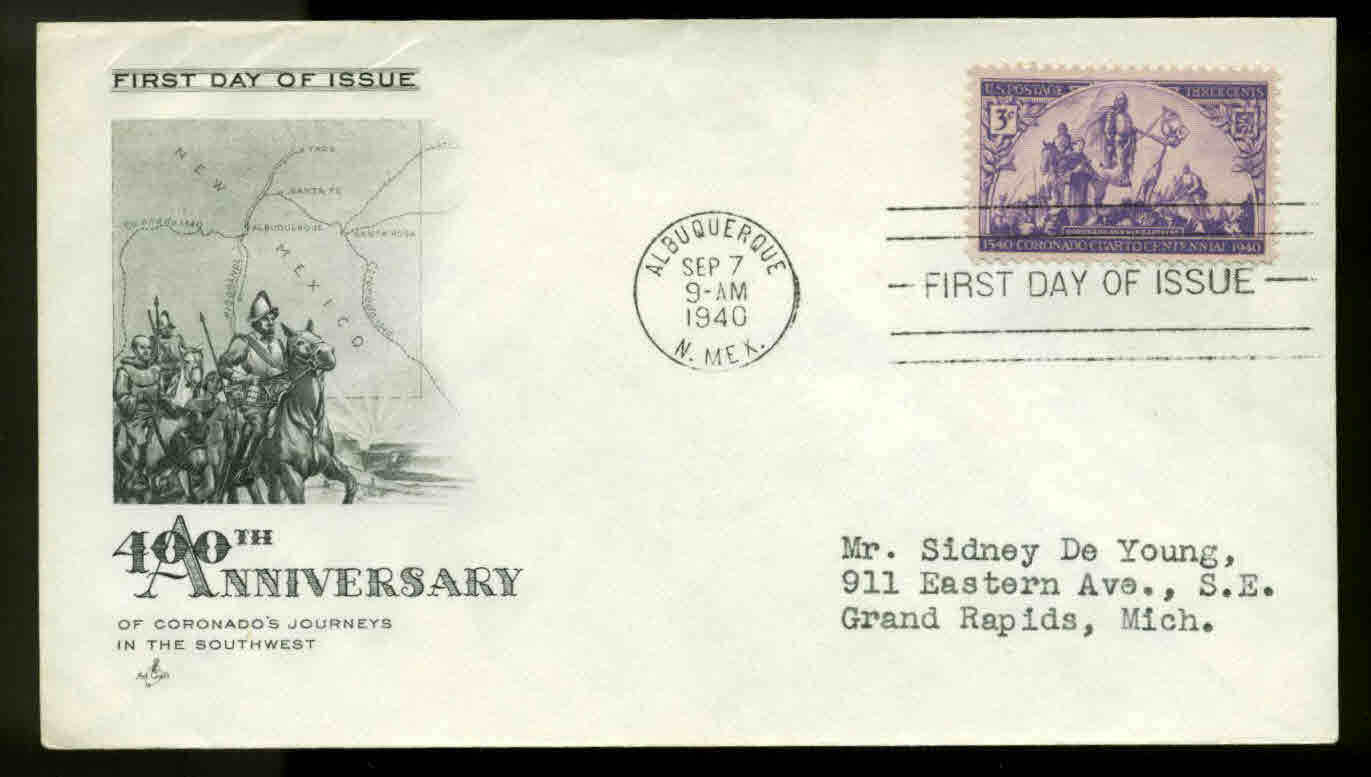 FIRST DAY OF ISSUE
NEW MEXICO
TAOS
SANTA FE
ALBUQUERQUE
SANTA ROSA
400TH
ANNIVERSARY
OF CORONADO'S JOURNEYS
IN THE SOUTHWEST
Art Craft
ALBUQUERQUE
SEP 7
9-AM
1940
N. MEX.
U.S. POSTAGE THREE CENTS
3¢
1540·CORONADO CUARTO CENTENNIAL·1940
FIRST DAY OF ISSUE
Mr. Sidney De Young,
911 Eastern Ave., S.E.
Grand Rapids, Mich.